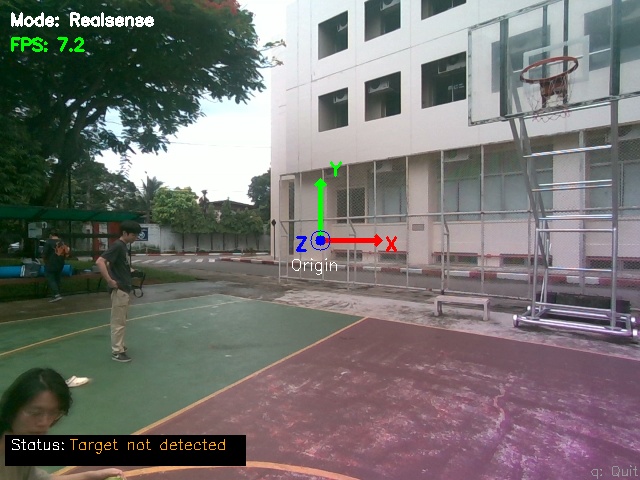 Mode: Realsense
FPS: 7.2
Y
Z
X
Origin
Status: Target not detected
q: Quit